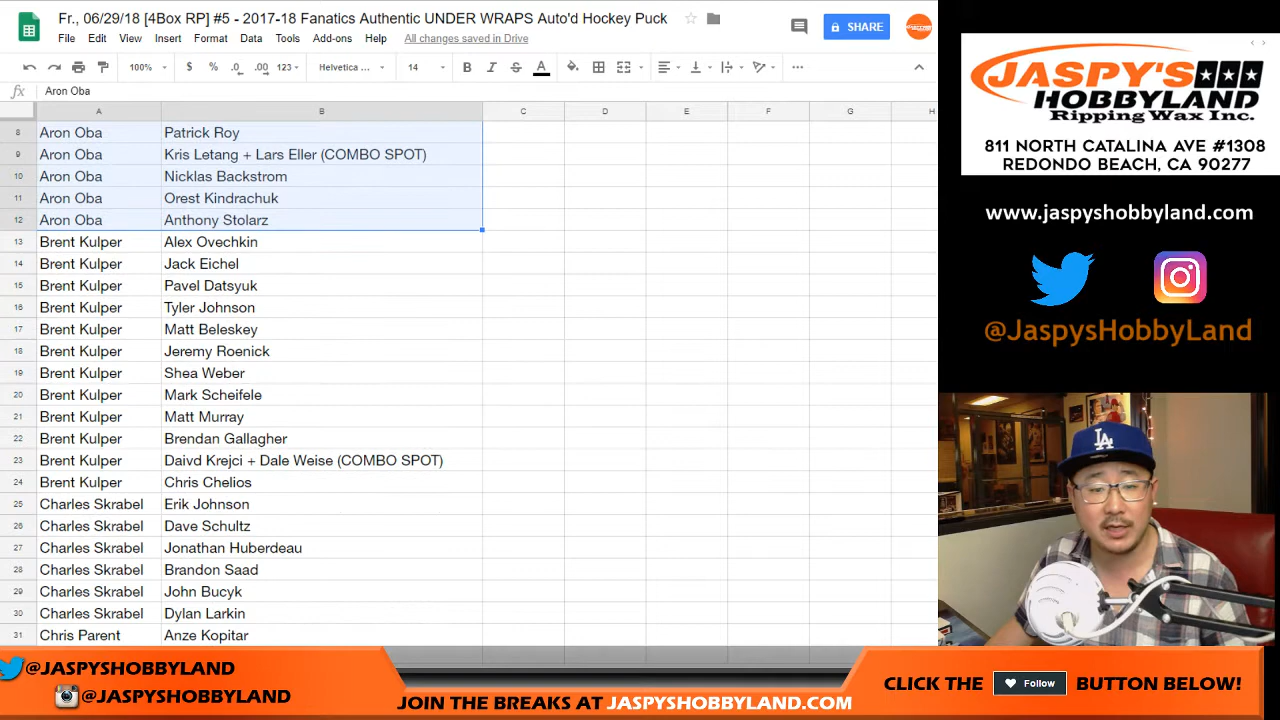 Fr., 06/29/18 [4Box RP] #5 - 2017-18 Fanatics Authentic UNDER WRAPS Auto'd Hockey Puck
File Edit View Insert Format Data Tools Add-ons Help All changes saved in Drive
SHARE
100% $ % .0 .00 123 Helvetica ... 14 B I S A
fx Aron Oba
A B C D E F G H
8 Aron Oba Patrick Roy
9 Aron Oba Kris Letang + Lars Eller (COMBO SPOT)
10 Aron Oba Nicklas Backstrom
11 Aron Oba Orest Kindrachuk
12 Aron Oba Anthony Stolarz
13 Brent Kulper Alex Ovechkin
14 Brent Kulper Jack Eichel
15 Brent Kulper Pavel Datsyuk
16 Brent Kulper Tyler Johnson
17 Brent Kulper Matt Beleskey
18 Brent Kulper Jeremy Roenick
19 Brent Kulper Shea Weber
20 Brent Kulper Mark Scheifele
21 Brent Kulper Matt Murray
22 Brent Kulper Brendan Gallagher
23 Brent Kulper Daivd Krejci + Dale Weise (COMBO SPOT)
24 Brent Kulper Chris Chelios
25 Charles Skrabel Erik Johnson
26 Charles Skrabel Dave Schultz
27 Charles Skrabel Jonathan Huberdeau
28 Charles Skrabel Brandon Saad
29 Charles Skrabel John Bucyk
30 Charles Skrabel Dylan Larkin
31 Chris Parent Anze Kopitar
JASPY'S
HOBBYLAND
Ripping Wax Inc.
811 NORTH CATALINA AVE #1308
REDONDO BEACH, CA 90277
www.jaspyshobbyland.com
@JaspysHobbyLand
LA
@JASPYSHOBBYLAND
@JASPYSHOBBYLAND
JOIN THE BREAKS AT JASPYSHOBBYLAND.COM
CLICK THE Follow BUTTON BELOW!